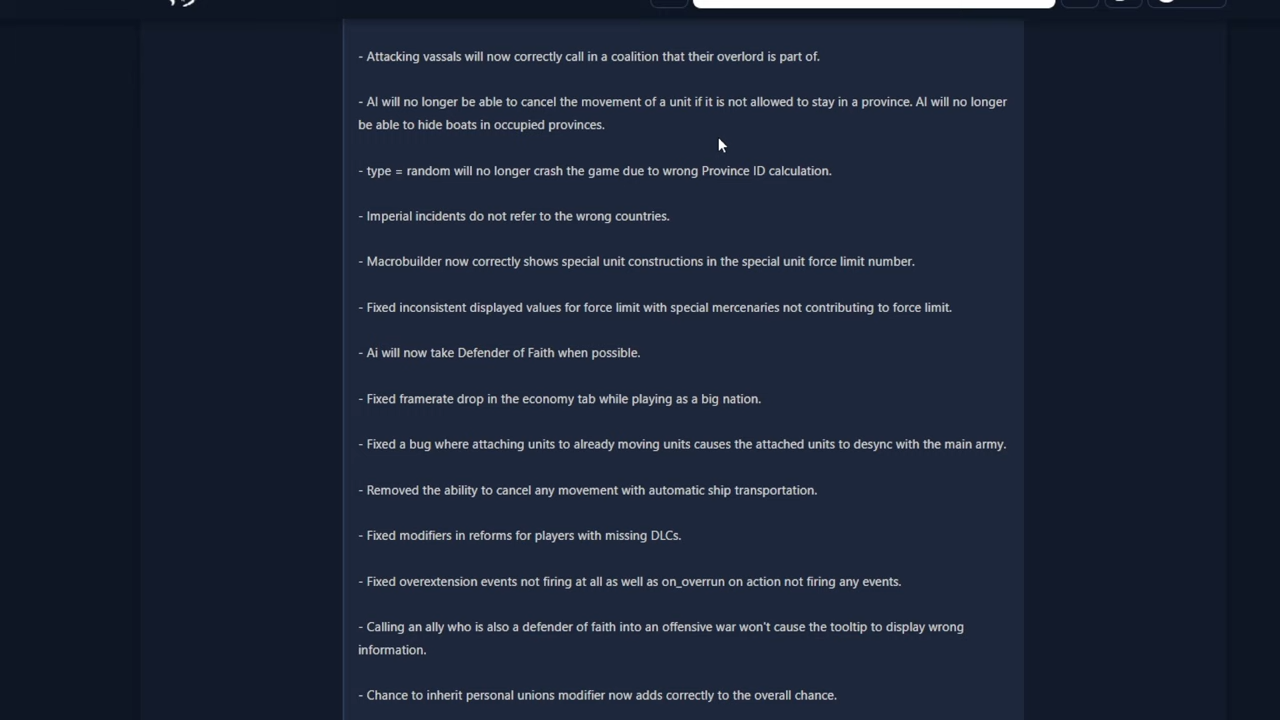 - Attacking vassals will now correctly call in a coalition that their overlord is part of.
- AI will no longer be able to cancel the movement of a unit if it is not allowed to stay in a province. AI will no longer
be able to hide boats in occupied provinces.
- type = random will no longer crash the game due to wrong Province ID calculation.
- Imperial incidents do not refer to the wrong countries.
- Macrobuilder now correctly shows special unit constructions in the special unit force limit number.
- Fixed inconsistent displayed values for force limit with special mercenaries not contributing to force limit.
- Ai will now take Defender of Faith when possible.
- Fixed framerate drop in the economy tab while playing as a big nation.
- Fixed a bug where attaching units to already moving units causes the attached units to desync with the main army.
- Removed the ability to cancel any movement with automatic ship transportation.
- Fixed modifiers in reforms for players with missing DLCs.
- Fixed overextension events not firing at all as well as on_overrun on action not firing any events.
- Calling an ally who is also a defender of faith into an offensive war won't cause the tooltip to display wrong
information.
- Chance to inherit personal unions modifier now adds correctly to the overall chance.